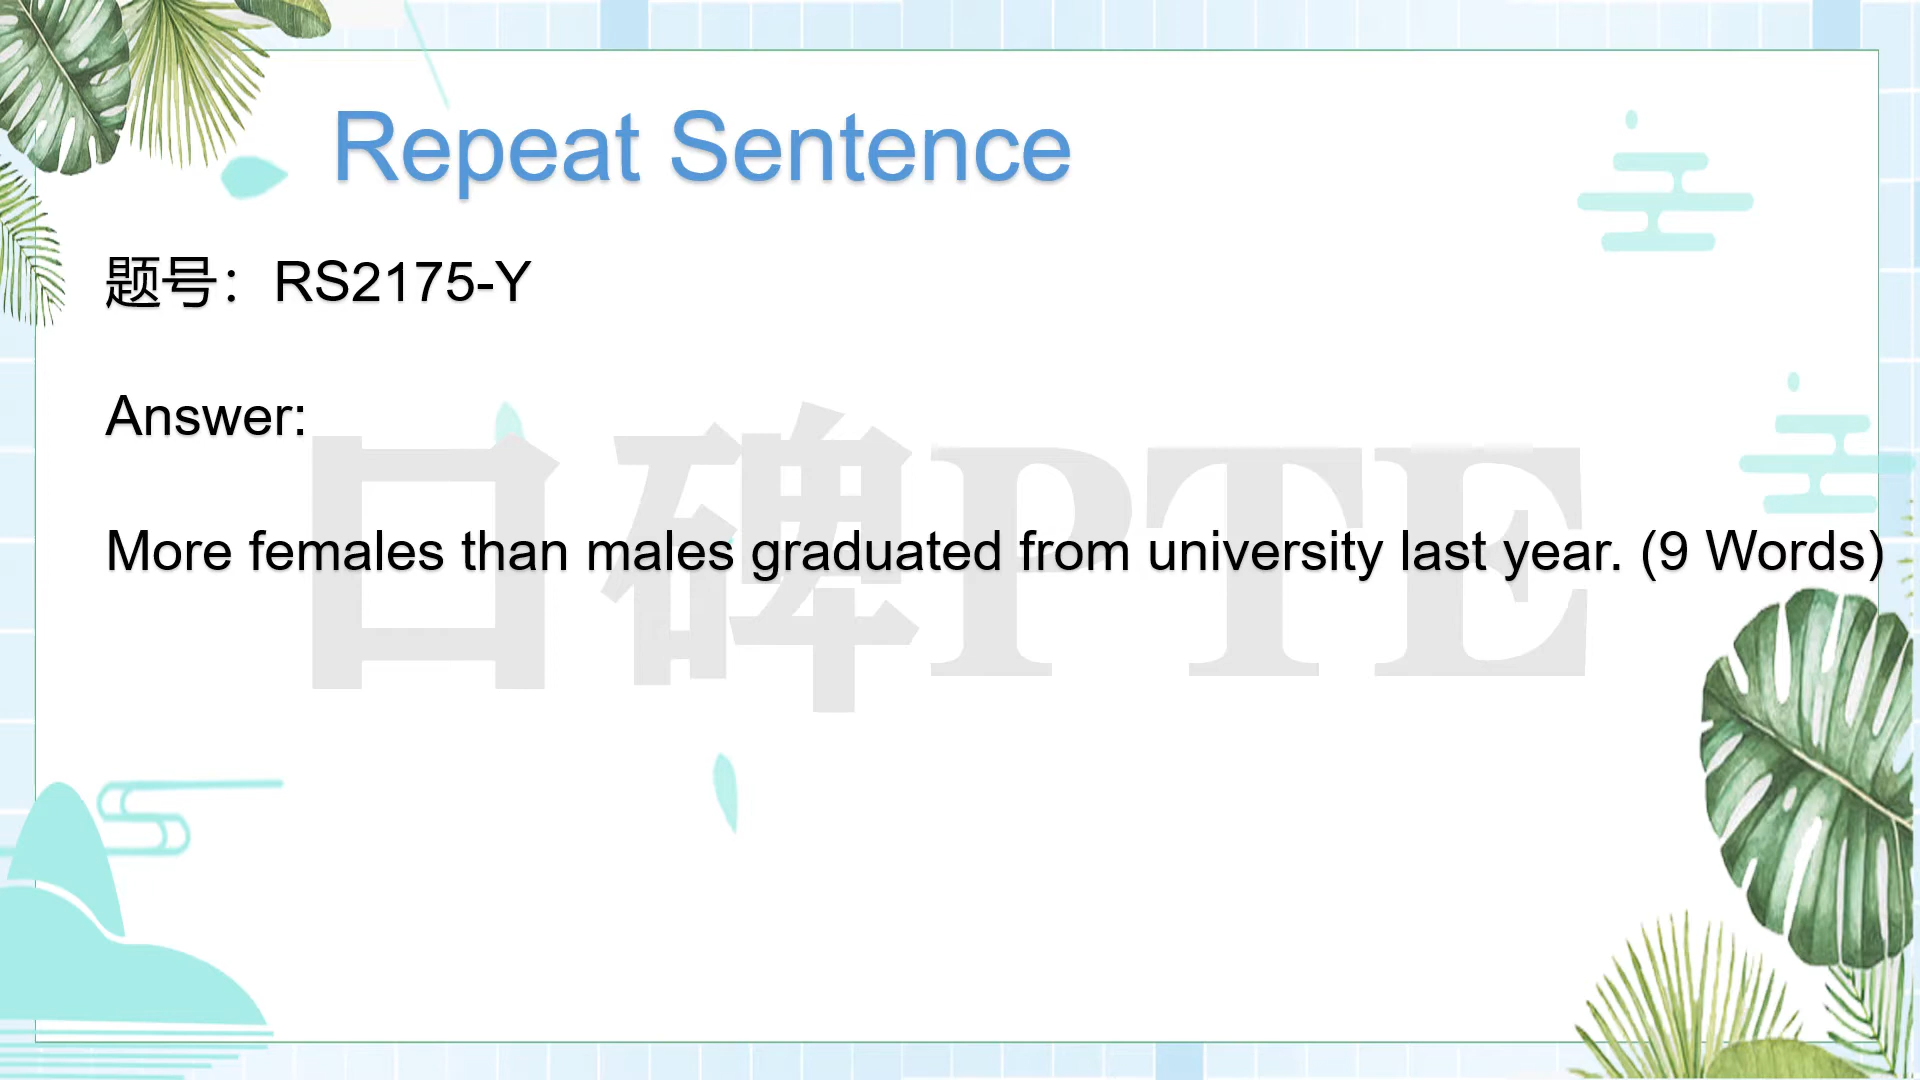 Repeat Sentence
题号：RS2175-Y
Answer:
口碑PTE
More females than males graduated from university last year. (9 Words)